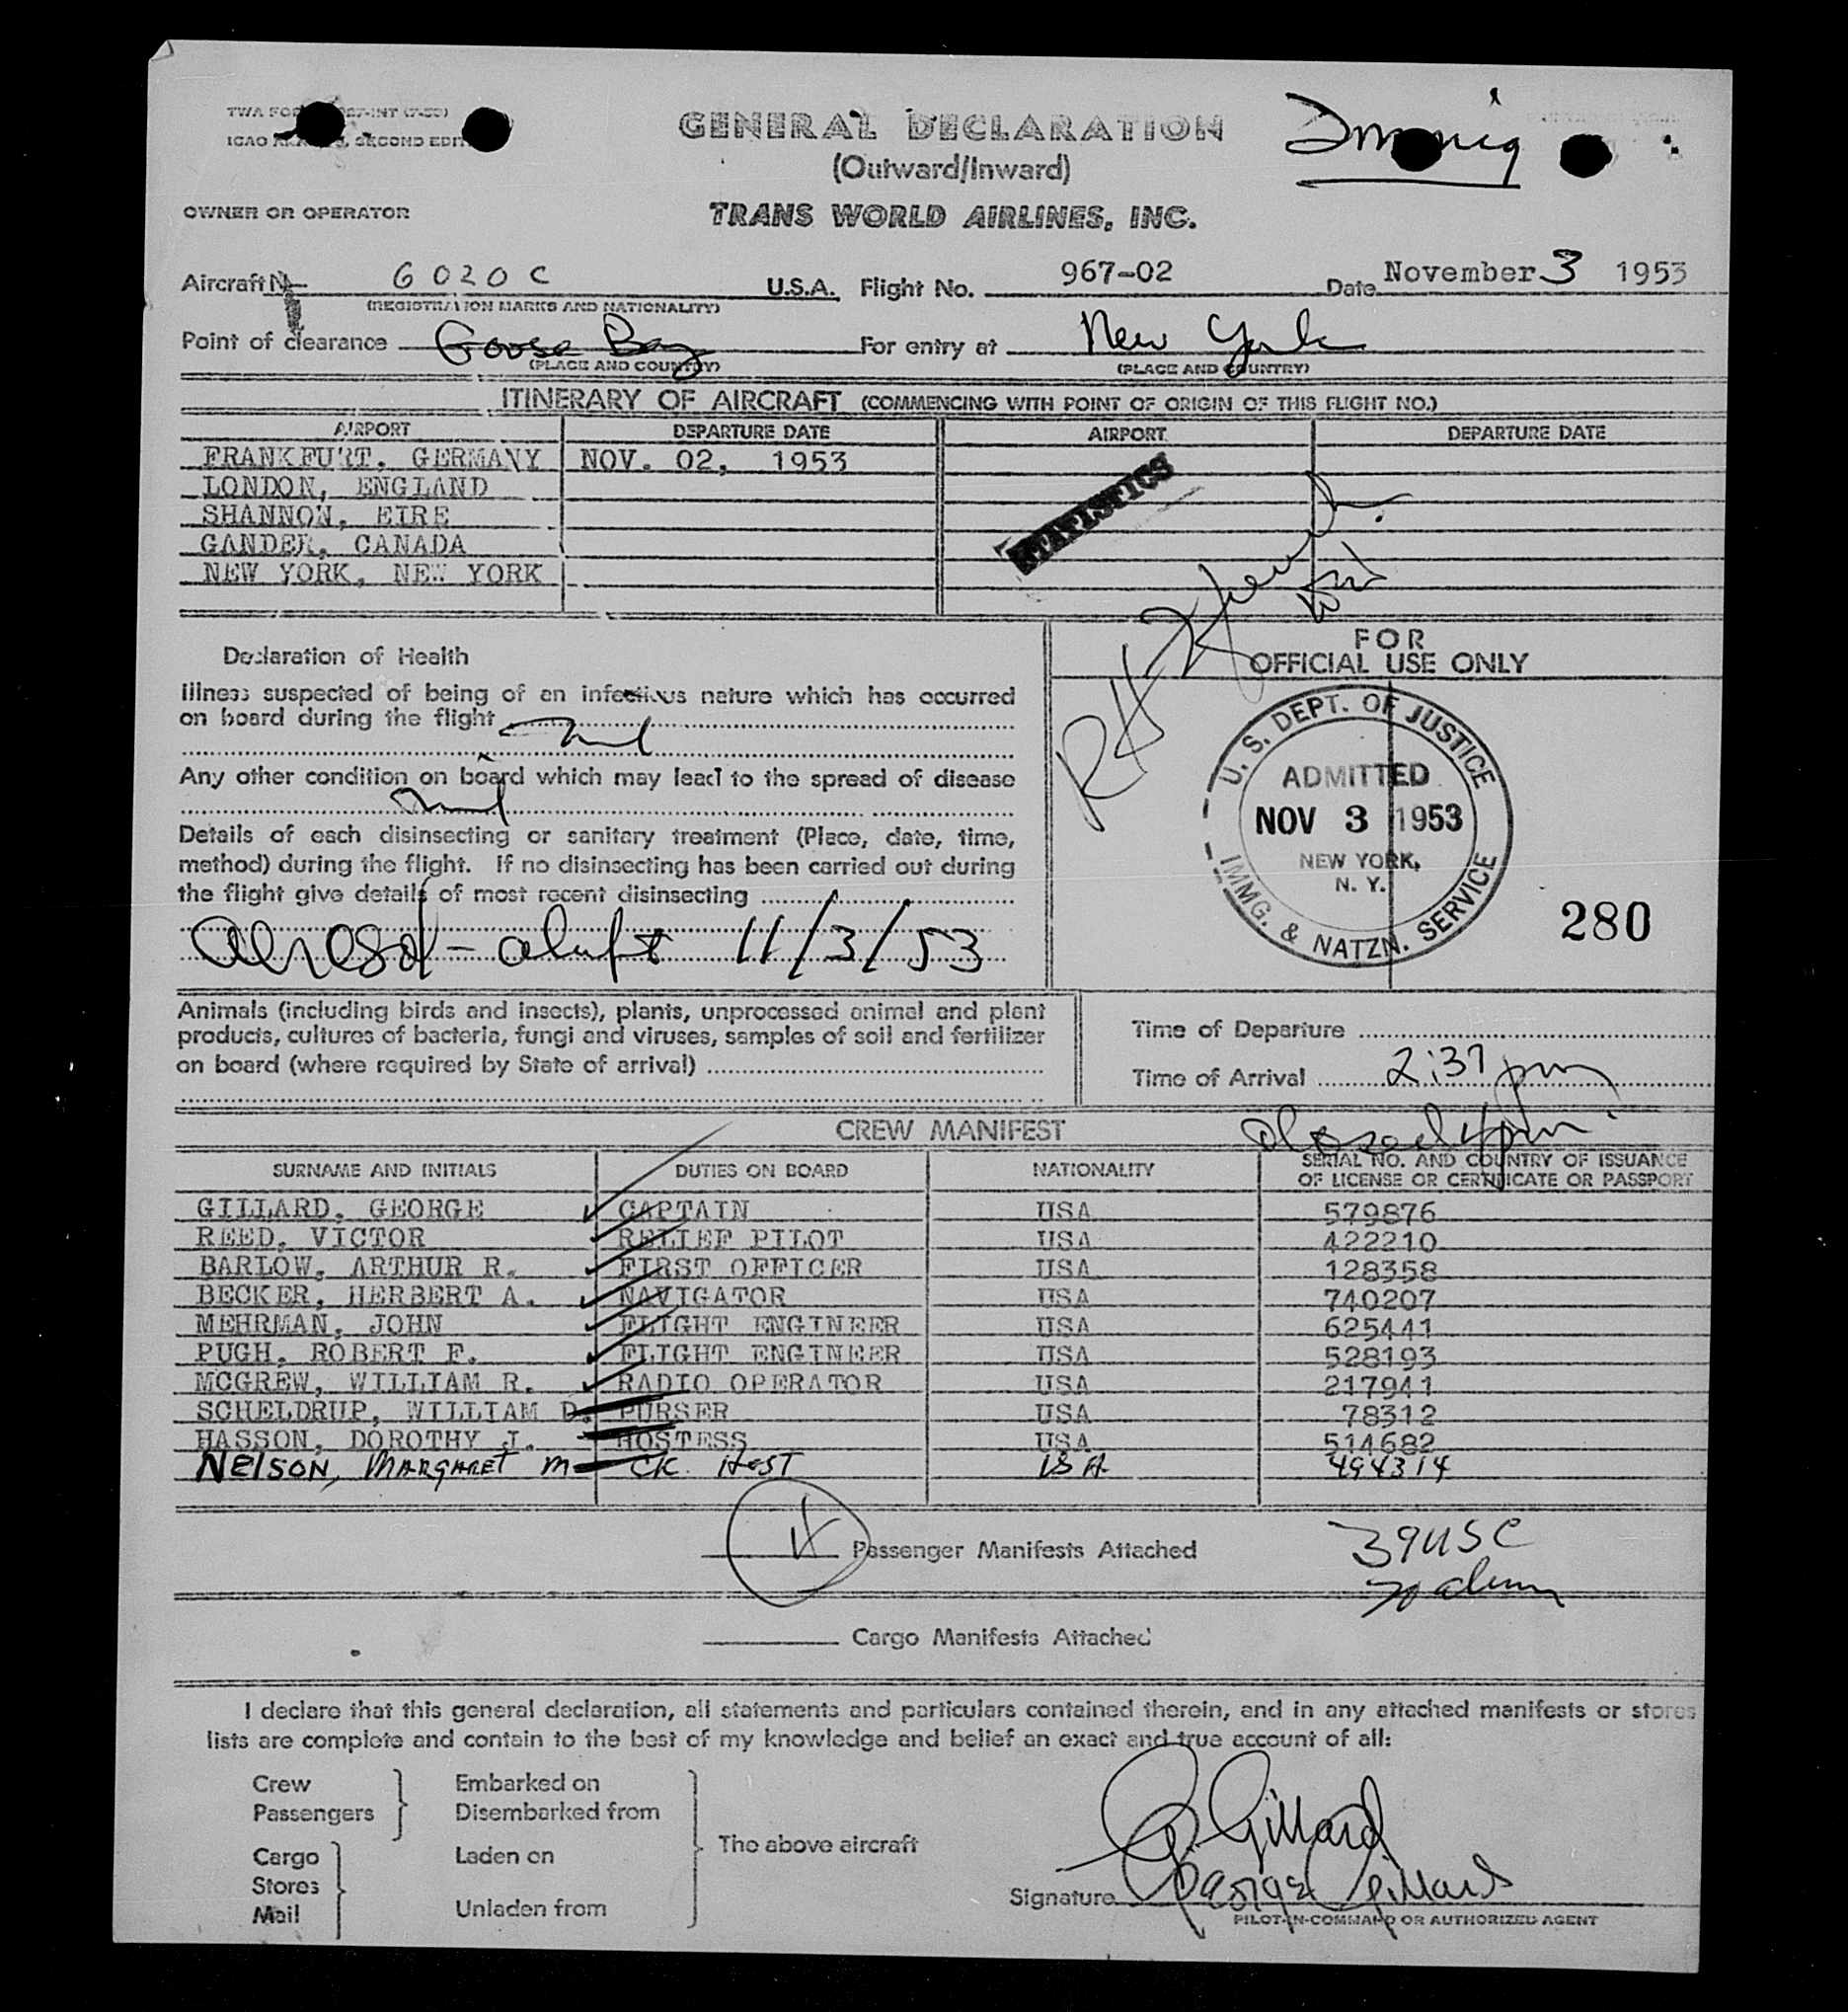 GENERAL DECLARATION
(Outward/Inward)
Immig
OWNER OR OPERATOR
TRANS WORLD AIRLINES, INC.
Aircraft N 6020C U.S.A. Flight No. 967-02 Date November 3 1953
(REGISTRATION MARKS AND NATIONALITY)
Point of clearance Goose Bay For entry at New York
(PLACE AND COUNTRY) (PLACE AND COUNTRY)
ITINERARY OF AIRCRAFT (COMMENCING WITH POINT OF ORIGIN OF THIS FLIGHT NO.)
AIRPORT DEPARTURE DATE AIRPORT DEPARTURE DATE
FRANKFURT, GERMANY NOV. 02, 1953
LONDON, ENGLAND
SHANNON, EIRE
GANDER, CANADA
NEW YORK, NEW YORK
STATISTICS
Declaration of Health
Illness suspected of being of an infectious nature which has occurred
on board during the flight
Any other condition on board which may lead to the spread of disease
Details of each disinsecting or sanitary treatment (Place, date, time,
method) during the flight. If no disinsecting has been carried out during
the flight give details of most recent disinsecting
aerosol - 11/3/53
FOR
OFFICIAL USE ONLY
U. S. DEPT. OF JUSTICE
ADMITTED
NOV 3 1953
NEW YORK,
N. Y.
IMMG. & NATZN. SERVICE
280
Animals (including birds and insects), plants, unprocessed animal and plant
products, cultures of bacteria, fungi and viruses, samples of soil and fertilizer
on board (where required by State of arrival)
Time of Departure
Time of Arrival 2:37 pm
CREW MANIFEST
SURNAME AND INITIALS DUTIES ON BOARD NATIONALITY SERIAL NO. AND COUNTRY OF ISSUANCE
OF LICENSE OR CERTIFICATE OR PASSPORT
GILLARD, GEORGE CAPTAIN USA 579876
REED, VICTOR RELIEF PILOT USA 422210
BARLOW, ARTHUR R. FIRST OFFICER USA 128358
BECKER, HERBERT A. NAVIGATOR USA 740207
MEHRMAN, JOHN FLIGHT ENGINEER USA 625441
PUGH, ROBERT F. FLIGHT ENGINEER USA 528193
MCGREW, WILLIAM R. RADIO OPERATOR USA 217941
SCHELDRUP, WILLIAM D. PURSER USA 78312
HASSON, DOROTHY J. HOSTESS USA 514682
NELSON, MARGARET M CK. HOST USA 494314
Passenger Manifests Attached 39 USC
Cargo Manifests Attached
I declare that this general declaration, all statements and particulars contained therein, and in any attached manifests or stores
lists are complete and contain to the best of my knowledge and belief an exact and true account of all:
Crew
Passengers
Embarked on
Disembarked from
Cargo
Stores
Mail
Laden on
Unladen from
The above aircraft
G. Gillard
Signature George Gillard
PILOT-IN-COMMAND OR AUTHORIZED AGENT